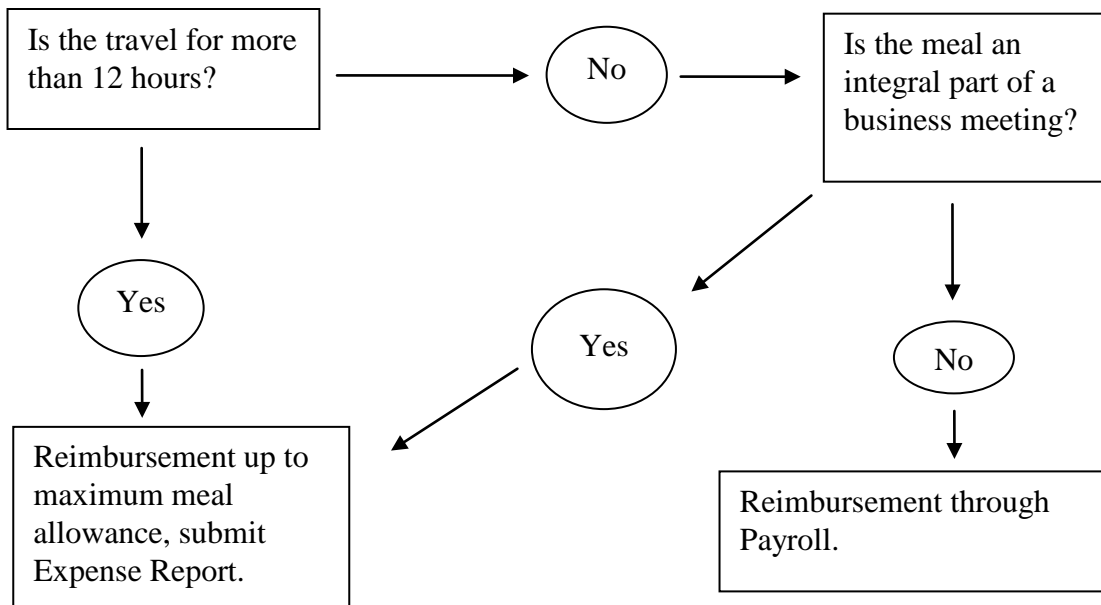 Is the travel for more
than 12 hours?
No
Is the meal an
integral part of a
business meeting?
Yes
Yes
No
Reimbursement up to
maximum meal
allowance, submit
Expense Report.
Reimbursement through
Payroll.